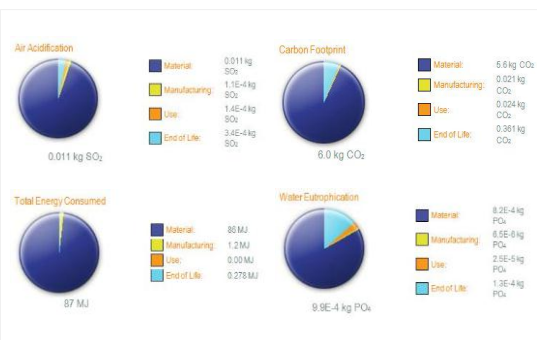 Air Acidification
Material:
0.011 kg
SO₂
Manufacturing:
1.1E-4 kg
SO₂
Use:
1.4E-4 kg
SO₂
End of Life:
3.4E-4 kg
SO₂
0.011 kg SO₂
Carbon Footprint
Material:
5.6 kg CO₂
Manufacturing:
0.021 kg
CO₂
Use:
0.024 kg
CO₂
End of Life:
0.361 kg
CO₂
6.0 kg CO₂
Total Energy Consumed
Material:
86 MJ
Manufacturing:
1.2 MJ
Use:
0.00 MJ
End of Life:
0.278 MJ
87 MJ
Water Eutrophication
Material:
8.2E-4 kg
PO₄
Manufacturing:
6.5E-6 kg
PO₄
Use:
2.5E-5 kg
PO₄
End of Life:
1.3E-4 kg
PO₄
9.9E-4 kg PO₄